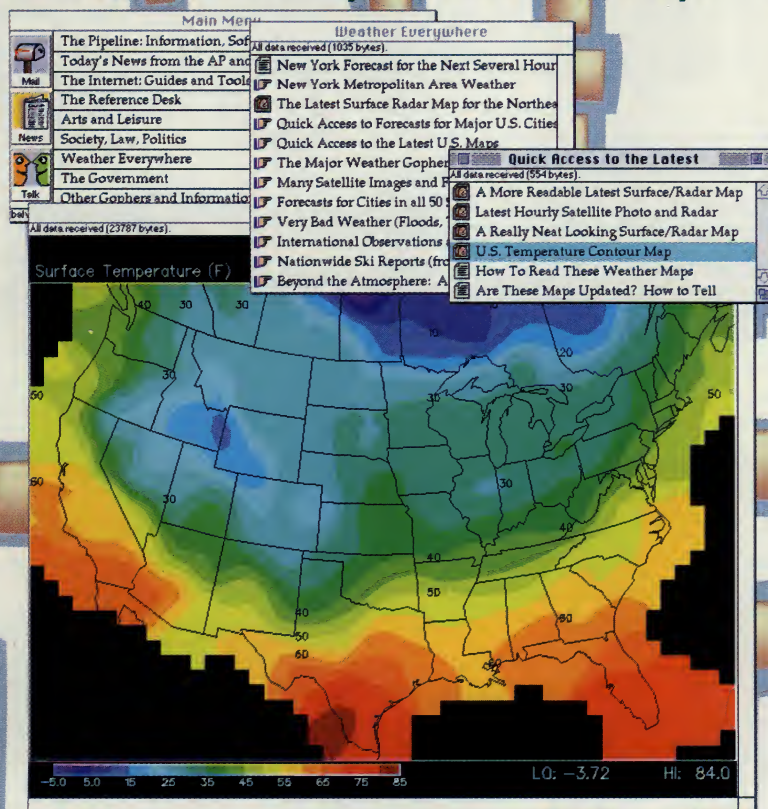 Main Menu
The Pipeline: Information, Sof
Today's News from the AP and
The Internet: Guides and Tools
The Reference Desk
Arts and Leisure
Society, Law, Politics
Weather Everywhere
The Government
Other Gophers and Informatio
Mail
News
Talk
Weather Everywhere
All data received (1035 bytes).
New York Forecast for the Next Several Hour
New York Metropolitan Area Weather
The Latest Surface Radar Map for the Northea
Quick Access to Forecasts for Major U.S. Cities
Quick Access to the Latest U.S. Maps
The Major Weather Gopher
Many Satellite Images and F
Forecasts for Cities in all 50 S
Very Bad Weather (Floods,
International Observations
Nationwide Ski Reports (fro
Beyond the Atmosphere: A
Quick Access to the Latest
All data received (554 bytes).
A More Readable Latest Surface/Radar Map
Latest Hourly Satellite Photo and Radar
A Really Neat Looking Surface/Radar Map
U.S. Temperature Contour Map
How To Read These Weather Maps
Are These Maps Updated? How to Tell
All data received (23787 bytes).
Surface Temperature (F)
40 30 30
10
20
30 30 30
50 50
60
30 30
40
40
50
40
50
60
60
60
-5.0 5.0 15 25 35 45 55 65 75 85
LO: -3.72 HI: 84.0